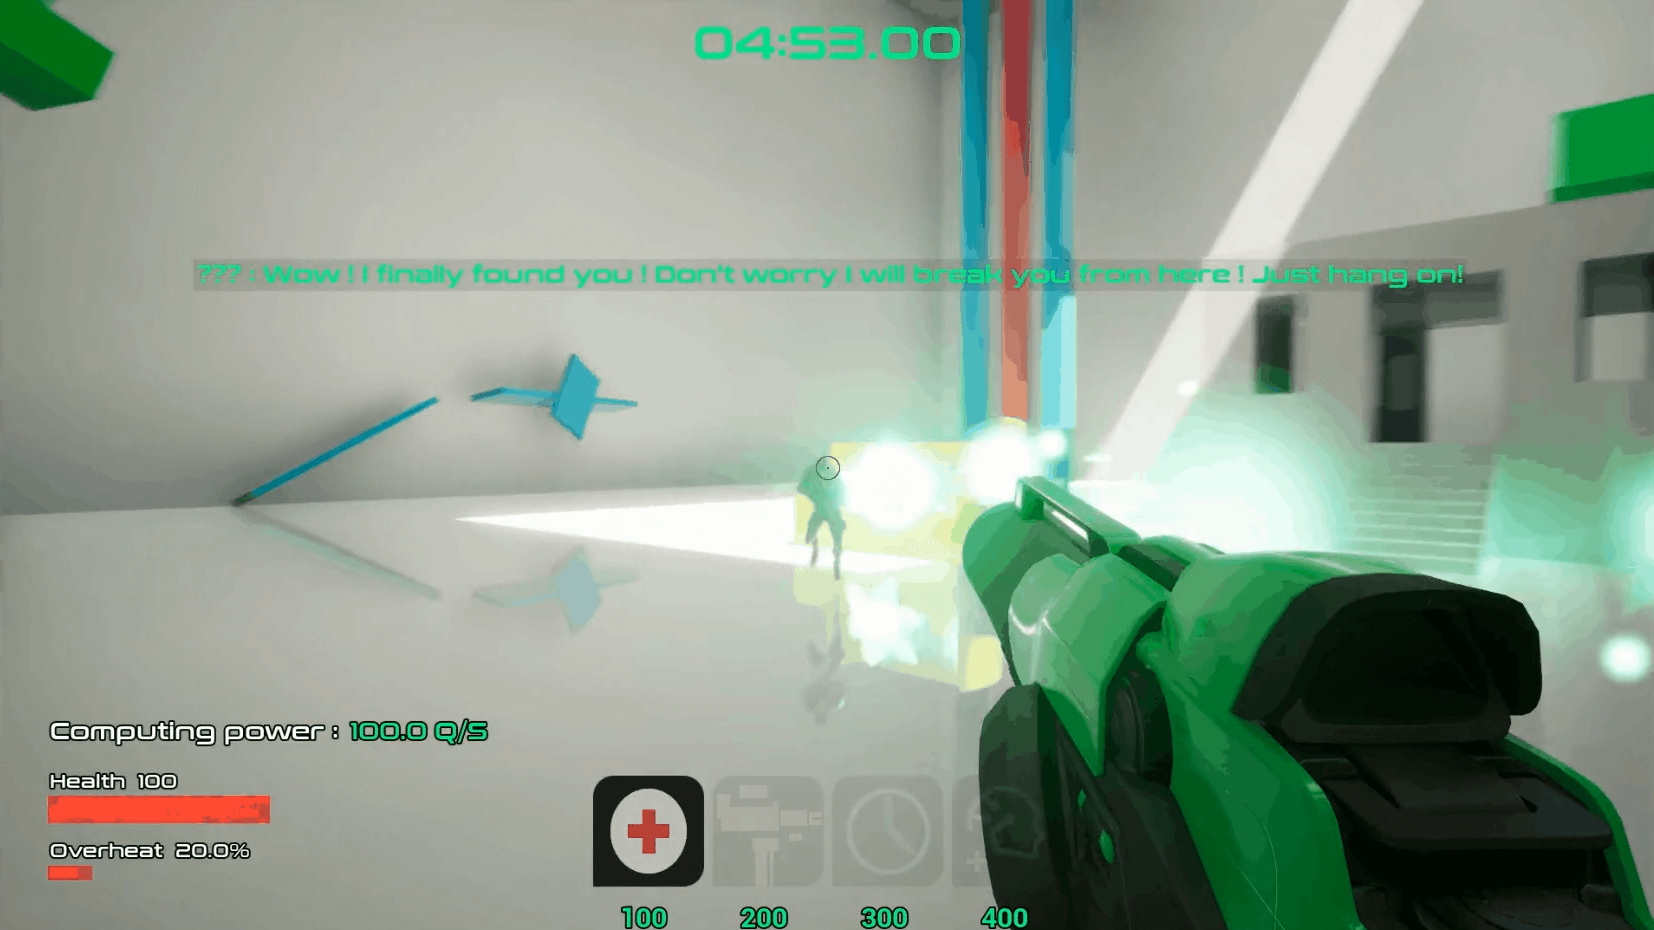 04:53.00
??? : Wow ! I finally found you ! Don't worry I will break you from here ! Just hang on!
Computing power : 100.0 Q/S
Health 100
Overheat 20.0%
100 200 300 400